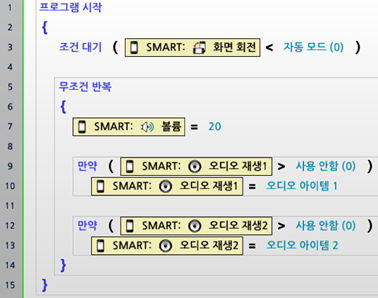 1 프로그램 시작
2 {
3 조건 대기 ( SMART: 화면 회전 < 자동 모드 (0) )
4
5 무조건 반복
6 {
7 SMART: 볼륨 = 20
8
9 만약 ( SMART: 오디오 재생1 > 사용 안함 (0) )
10 SMART: 오디오 재생1 = 오디오 아이템 1
11
12 만약 ( SMART: 오디오 재생2 > 사용 안함 (0) )
13 SMART: 오디오 재생2 = 오디오 아이템 2
14 }
15 }